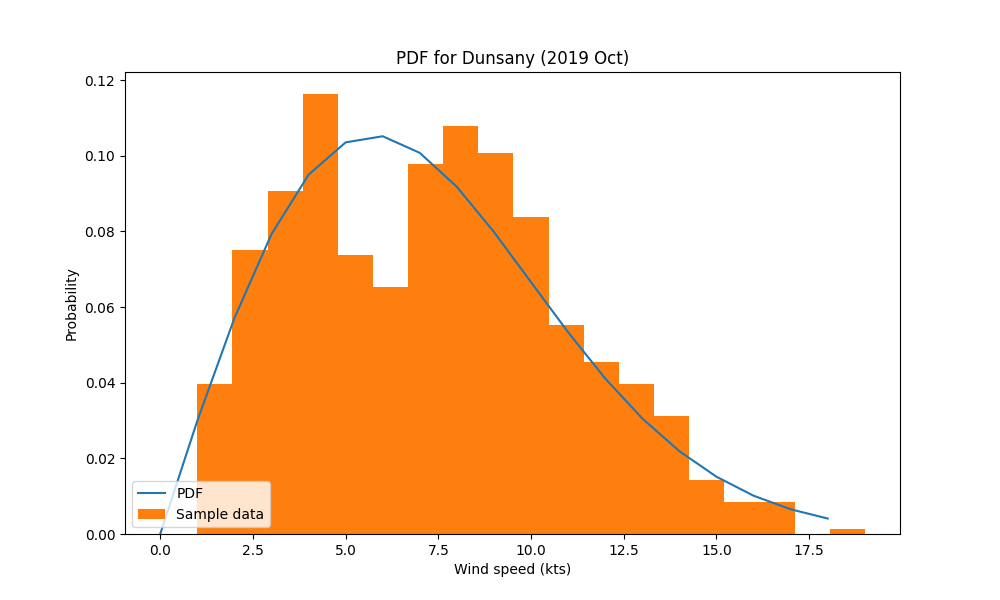 PDF for Dunsany (2019 Oct)
0.12
0.10
0.08
0.06
0.04
0.02
0.00
Probability
PDF
Sample data
0.0 2.5 5.0 7.5 10.0 12.5 15.0 17.5
Wind speed (kts)